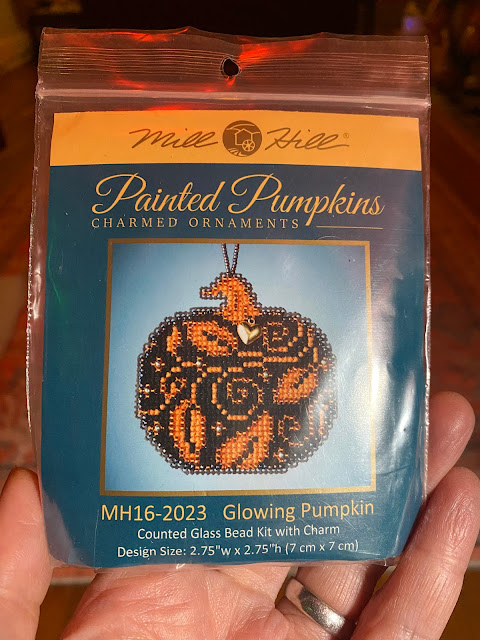 Mill Hill®
Painted Pumpkins
CHARMED ORNAMENTS
MH16-2023 Glowing Pumpkin
Counted Glass Bead Kit with Charm
Design Size: 2.75"w x 2.75"h (7 cm x 7 cm)